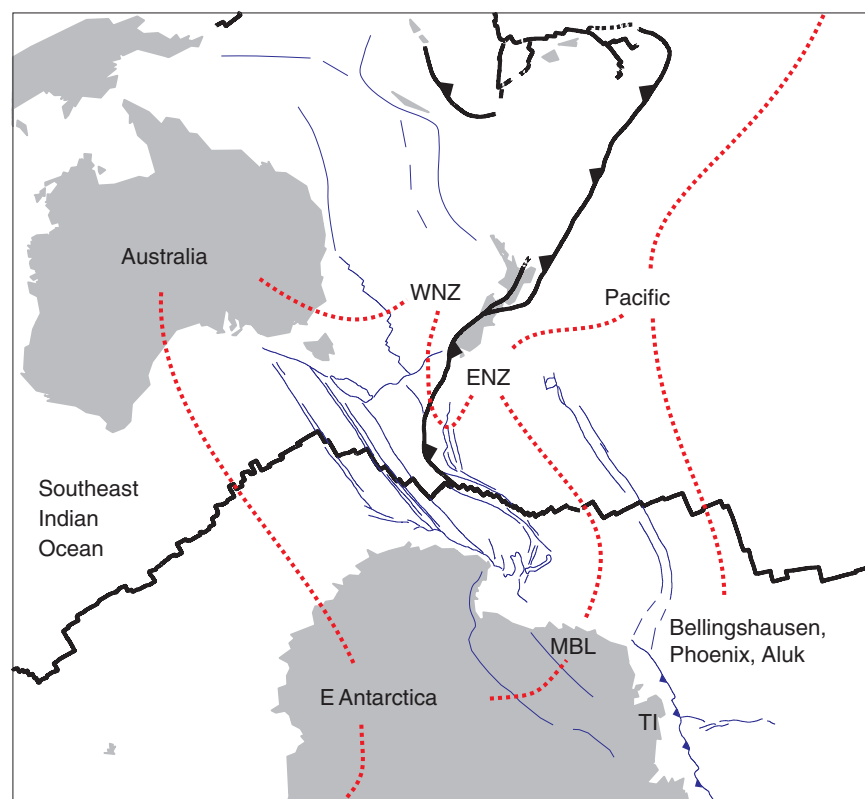 Australia
WNZ
Pacific
ENZ
Southeast
Indian
Ocean
Bellingshausen,
Phoenix, Aluk
MBL
E Antarctica
TI